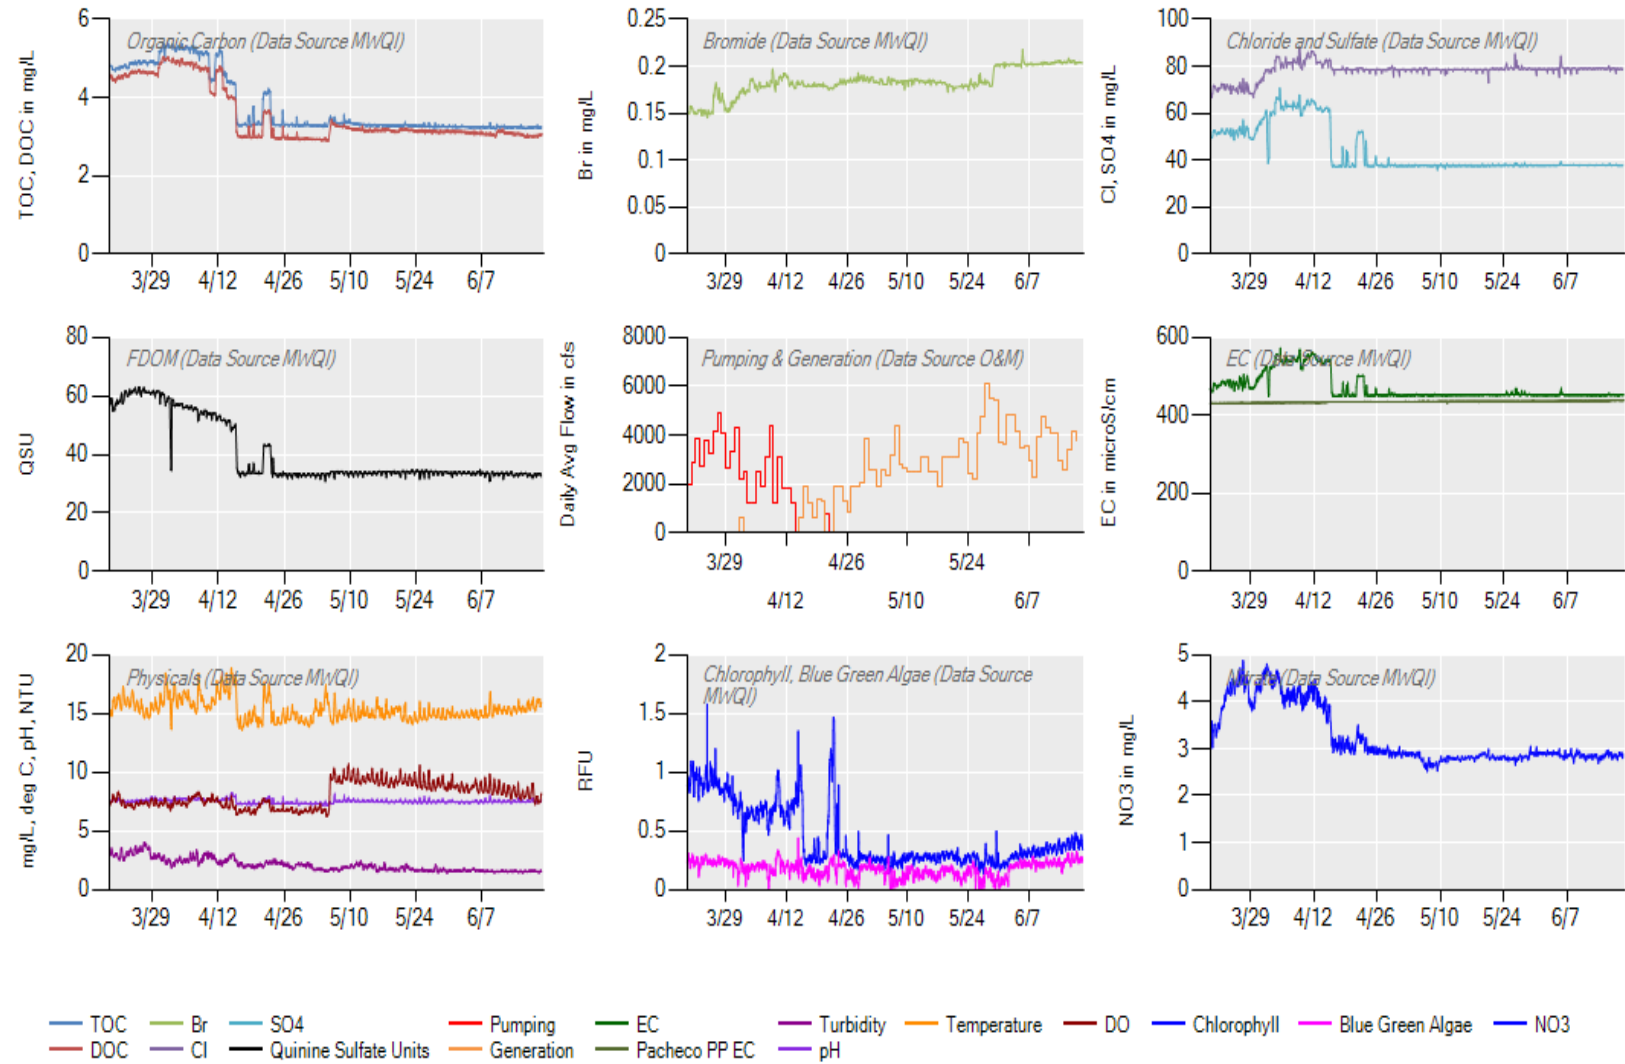 Organic Carbon (Data Source MWQI)
TOC, DOC in mg/L
6
4
2
0
3/29 4/12 4/26 5/10 5/24 6/7
Bromide (Data Source MWQI)
Br in mg/L
0.25
0.2
0.15
0.1
0.05
0
3/29 4/12 4/26 5/10 5/24 6/7
Chloride and Sulfate (Data Source MWQI)
Cl, SO4 in mg/L
100
80
60
40
20
0
3/29 4/12 4/26 5/10 5/24 6/7
FDOM (Data Source MWQI)
QSU
80
60
40
20
0
3/29 4/12 4/26 5/10 5/24 6/7
Pumping & Generation (Data Source O&M)
Daily Avg Flow in cfs
8000
6000
4000
2000
0
3/29 4/26 5/24
4/12 5/10 6/7
EC (Data Source MWQI)
EC in microS/cm
600
400
200
0
3/29 4/12 4/26 5/10 5/24 6/7
Physicals (Data Source MWQI)
mg/L, deg C, pH, NTU
20
15
10
5
0
3/29 4/12 4/26 5/10 5/24 6/7
Chlorophyll, Blue Green Algae (Data Source
MWQI)
RFU
2
1.5
1
0.5
0
3/29 4/12 4/26 5/10 5/24 6/7
Nitrate (Data Source MWQI)
NO3 in mg/L
5
4
3
2
1
0
3/29 4/12 4/26 5/10 5/24 6/7
TOC Br SO4 Pumping EC Turbidity Temperature DO Chlorophyll Blue Green Algae NO3
DOC Cl Quinine Sulfate Units Generation Pacheco PP EC pH